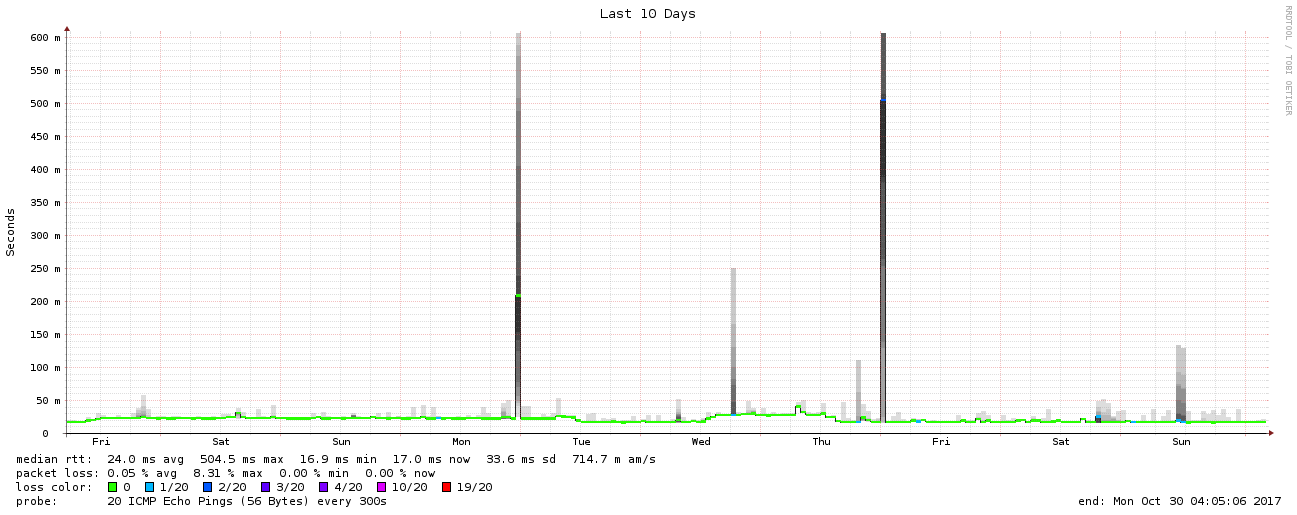 Last 10 Days
RRDTOOL / TOBI OETIKER
Seconds
600 m
550 m
500 m
450 m
400 m
350 m
300 m
250 m
200 m
150 m
100 m
50 m
0
Fri Sat Sun Mon Tue Wed Thu Fri Sat Sun
median rtt: 24.0 ms avg 504.5 ms max 16.9 ms min 17.0 ms now 33.6 ms sd 714.7 m am/s
packet loss: 0.05 % avg 8.31 % max 0.00 % min 0.00 % now
loss color: 0 1/20 2/20 3/20 4/20 10/20 19/20
probe: 20 ICMP Echo Pings (56 Bytes) every 300s end: Mon Oct 30 04:05:06 2017